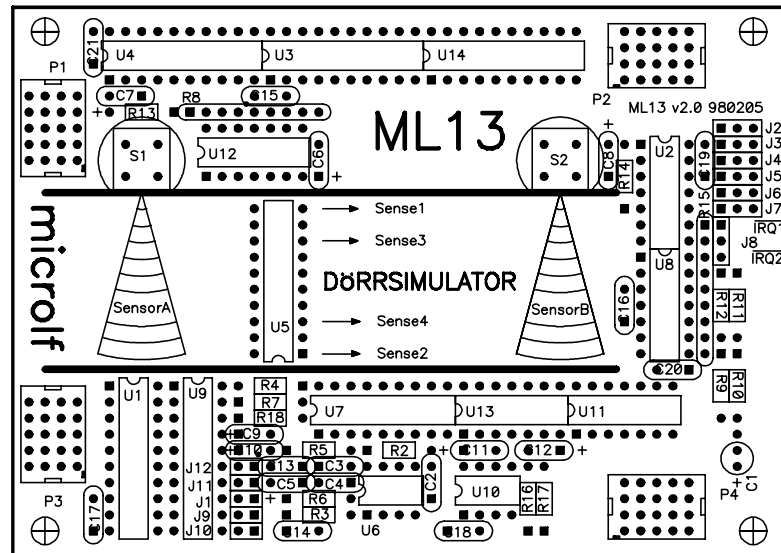 C21
U4
U3
U14
P1
P2
C7
R13
R8
C15
ML13 v2.0 980205
ML13
S1
U12
C6
S2
C8
R14
U2
C19
J2
J3
J4
J5
J6
J7
R15
IRQ1
J8
IRQ2
microlf
Sense1
Sense3
DöRRSIMULATOR
SensorA
U5
SensorB
Sense4
Sense2
C16
U8
R12
R11
C20
R9
R10
U1
U9
R4
R7
R18
C9
C10
U7
U13
U11
R5
R2
C11
C12
J12
C13
C3
J11
C5
C4
C2
J1
R6
J9
R3
J10
C14
U6
U10
C18
R16
R17
P3
C17
P4
C1